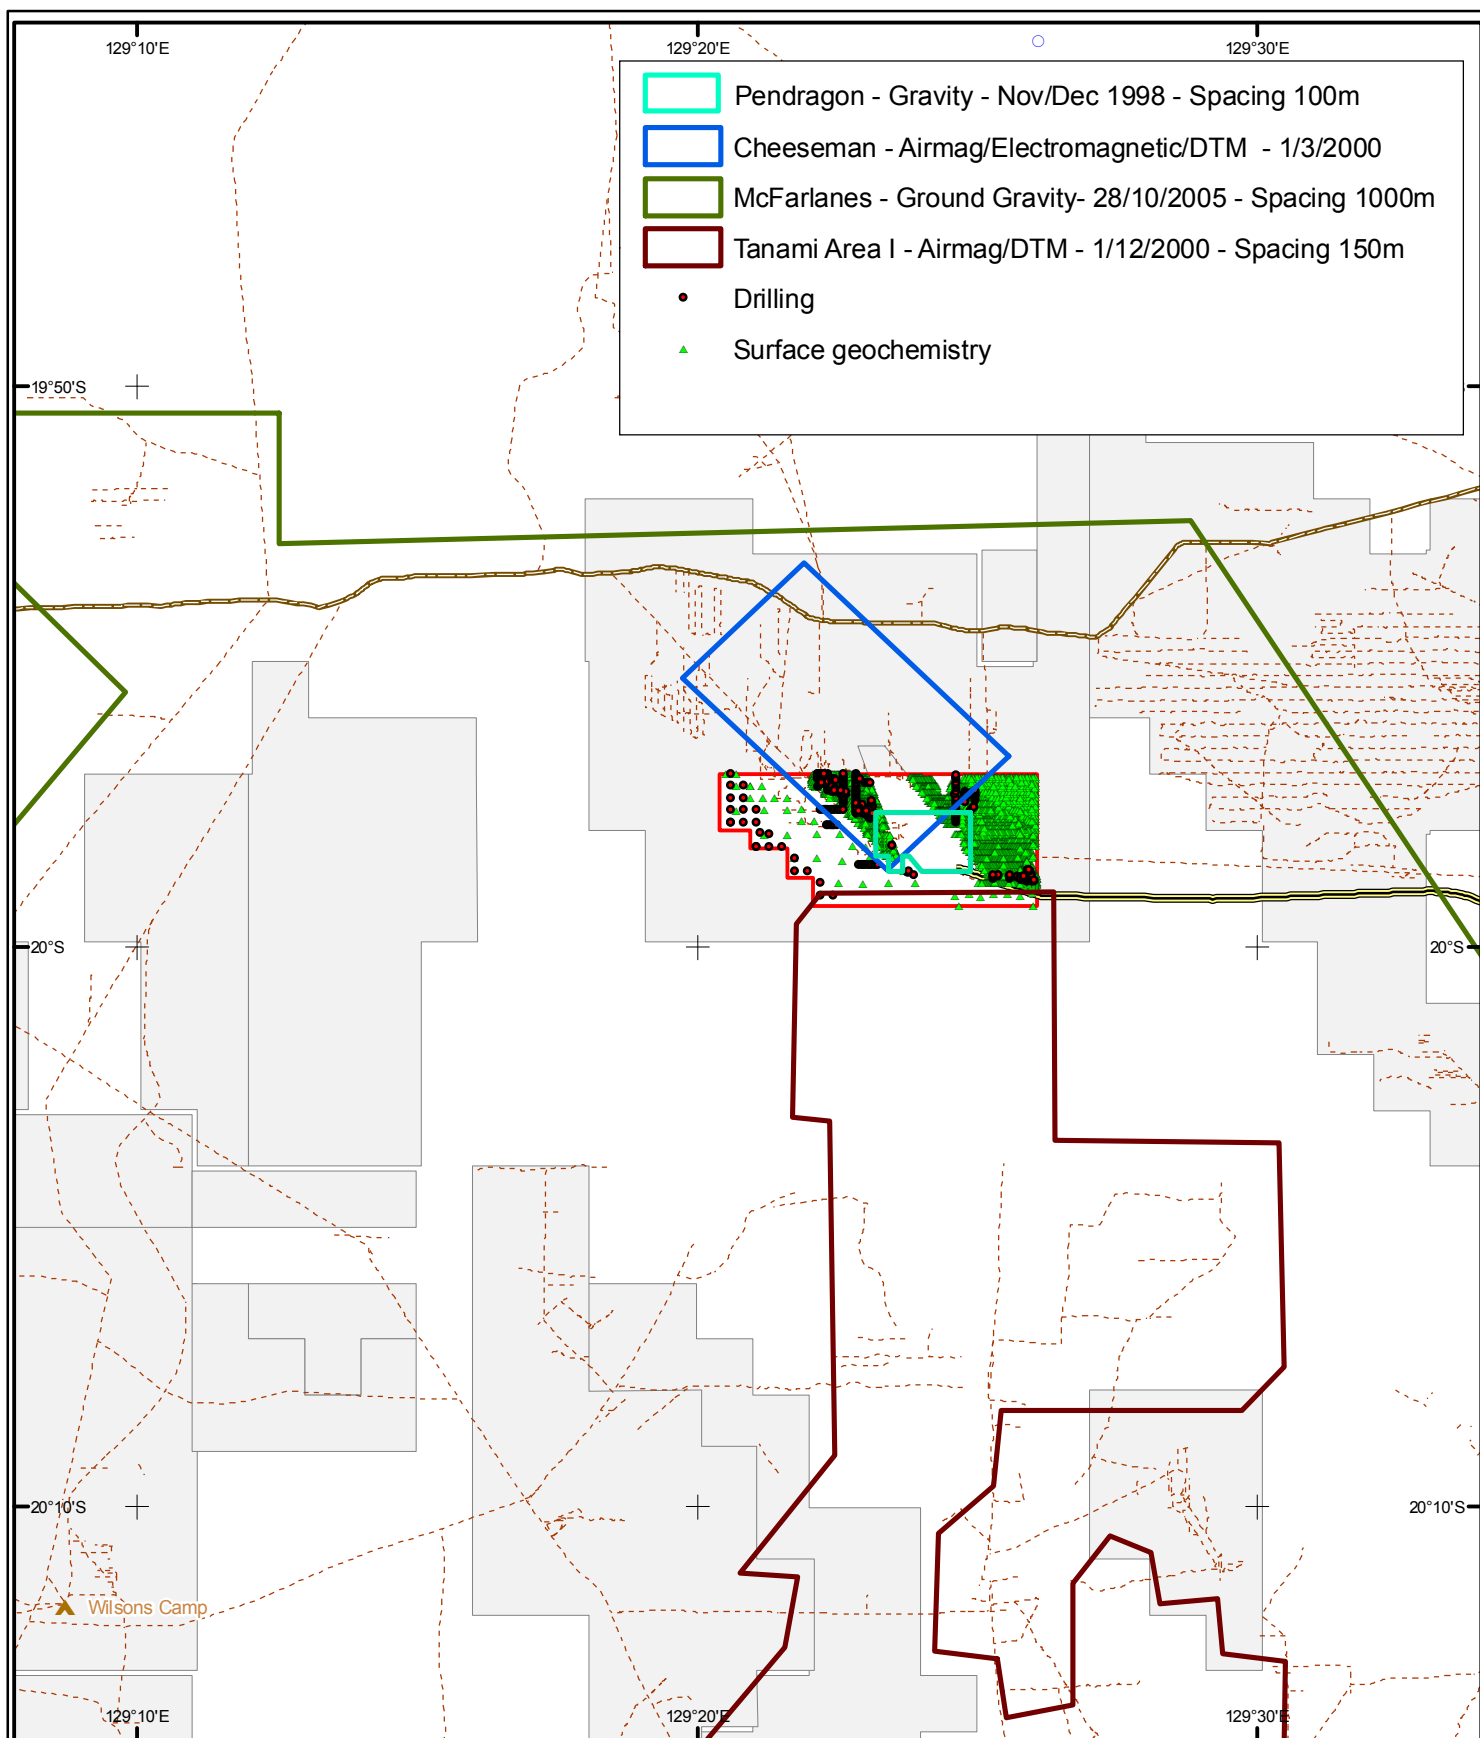 129°10'E
129°20'E
129°30'E
Pendragon - Gravity - Nov/Dec 1998 - Spacing 100m
Cheeseman - Airmag/Electromagnetic/DTM - 1/3/2000
McFarlanes - Ground Gravity- 28/10/2005 - Spacing 1000m
Tanami Area I - Airmag/DTM - 1/12/2000 - Spacing 150m
Drilling
Surface geochemistry
19°50'S
20°S
20°S
20°10'S
20°10'S
Wilsons Camp
129°10'E
129°20'E
129°30'E